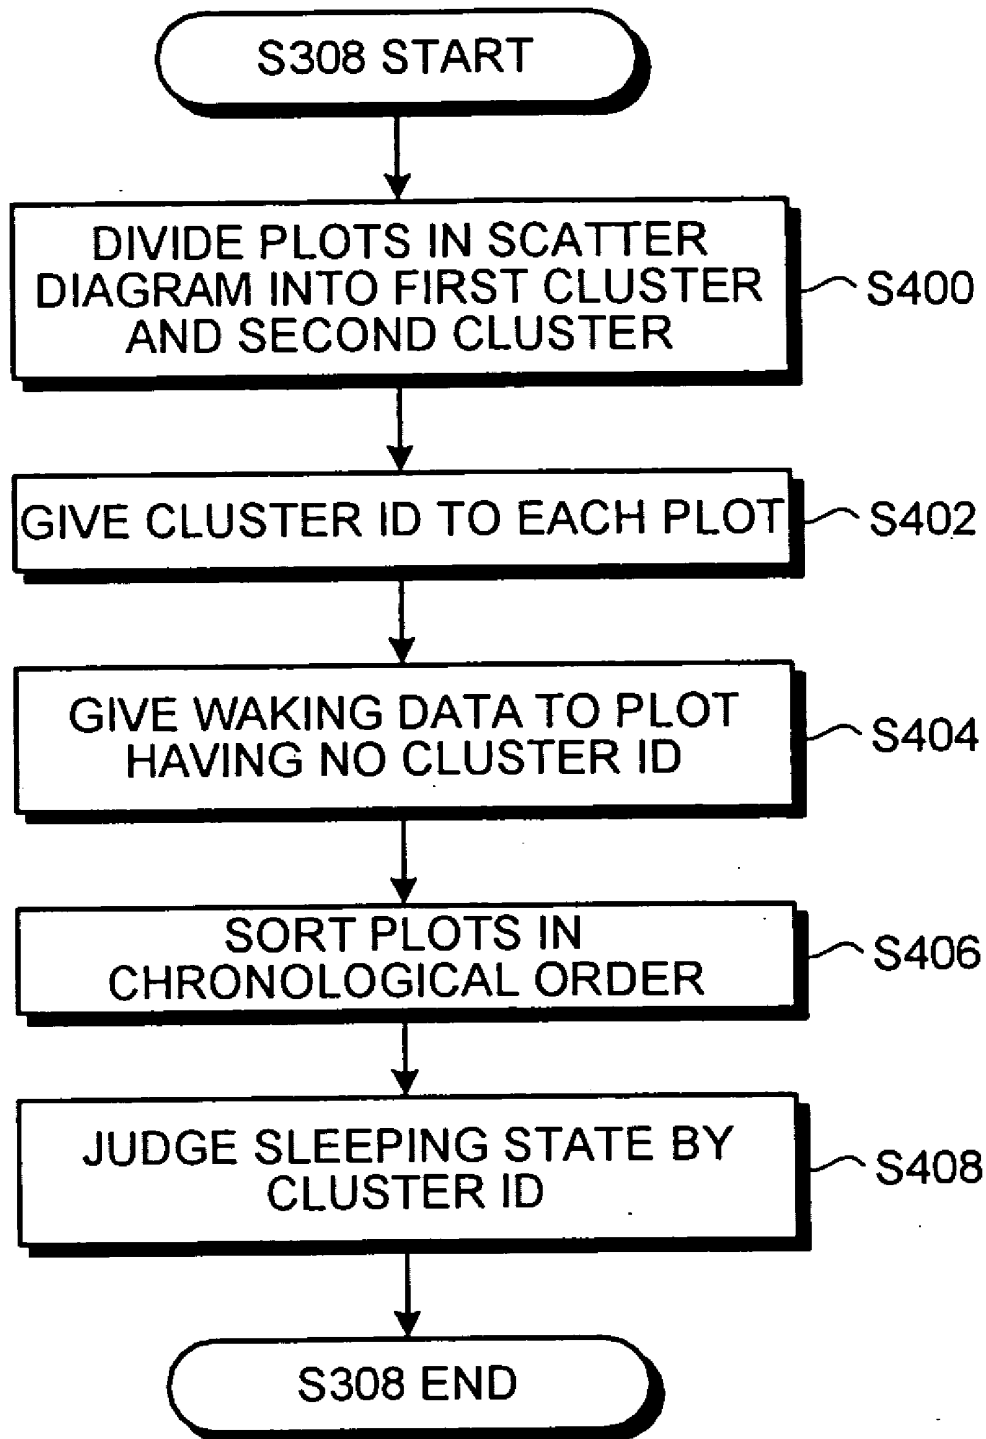 S308 START
DIVIDE PLOTS IN SCATTER
DIAGRAM INTO FIRST CLUSTER
AND SECOND CLUSTER
S400
GIVE CLUSTER ID TO EACH PLOT
S402
GIVE WAKING DATA TO PLOT
HAVING NO CLUSTER ID
S404
SORT PLOTS IN
CHRONOLOGICAL ORDER
S406
JUDGE SLEEPING STATE BY
CLUSTER ID
S408
S308 END